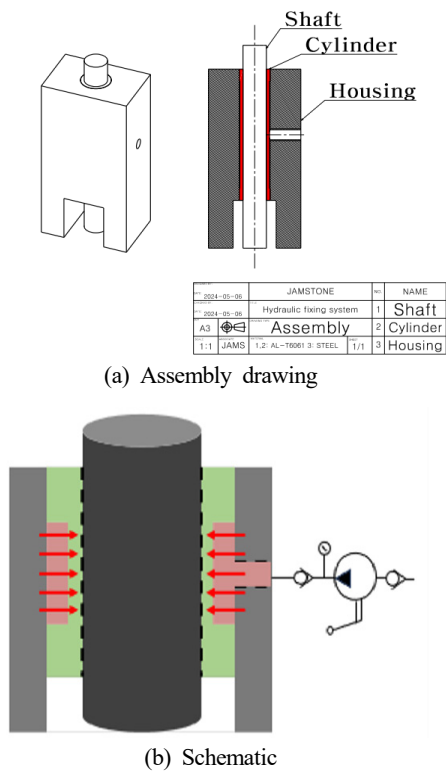 Shaft
Cylinder
Housing
2024-05-06 JAMSTONE NO. NAME
2024-05-06 Hydraulic fixing system 1 Shaft
A3 Assembly 2 Cylinder
1:1 JAMS 1,2: AL-T6061 3: STEEL 1/1 3 Housing
(a) Assembly drawing
(b) Schematic